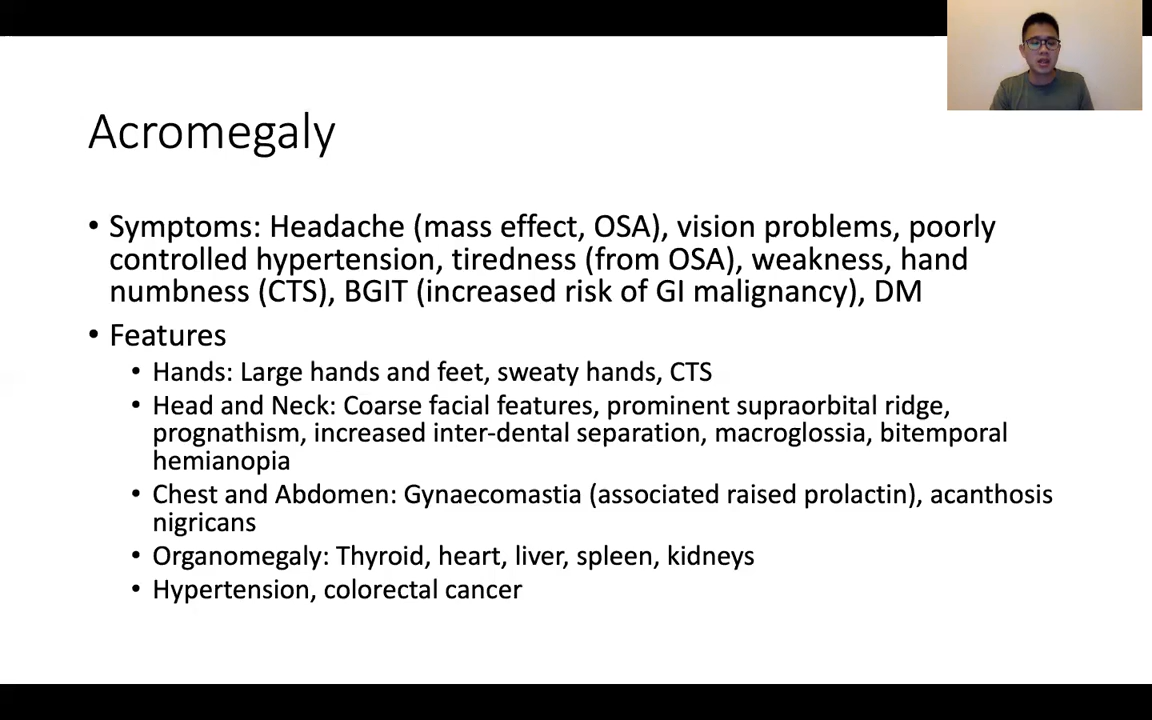 Acromegaly
• Symptoms: Headache (mass effect, OSA), vision problems, poorly
controlled hypertension, tiredness (from OSA), weakness, hand
numbness (CTS), BGIT (increased risk of GI malignancy), DM
• Features
• Hands: Large hands and feet, sweaty hands, CTS
• Head and Neck: Coarse facial features, prominent supraorbital ridge,
prognathism, increased inter-dental separation, macroglossia, bitemporal
hemianopia
• Chest and Abdomen: Gynaecomastia (associated raised prolactin), acanthosis
nigricans
• Organomegaly: Thyroid, heart, liver, spleen, kidneys
• Hypertension, colorectal cancer